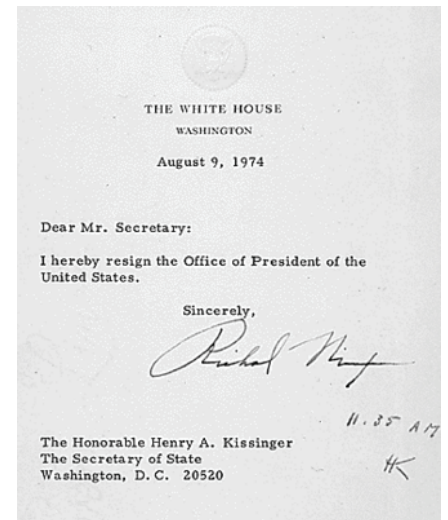 THE WHITE HOUSE
WASHINGTON
August 9, 1974
Dear Mr. Secretary:
I hereby resign the Office of President of the
United States.
Sincerely,
Richard Nixon
11.35 AM
HK
The Honorable Henry A. Kissinger
The Secretary of State
Washington, D. C. 20520